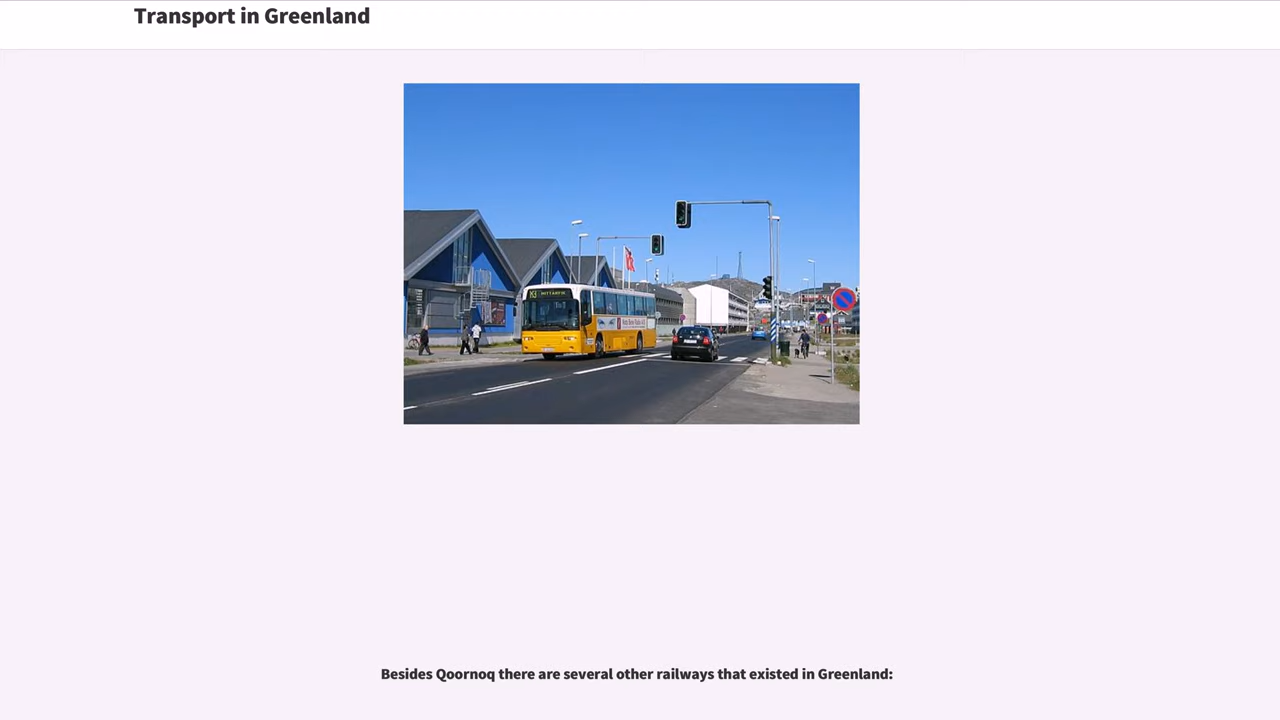 Transport in Greenland
Besides Qoornoq there are several other railways that existed in Greenland: